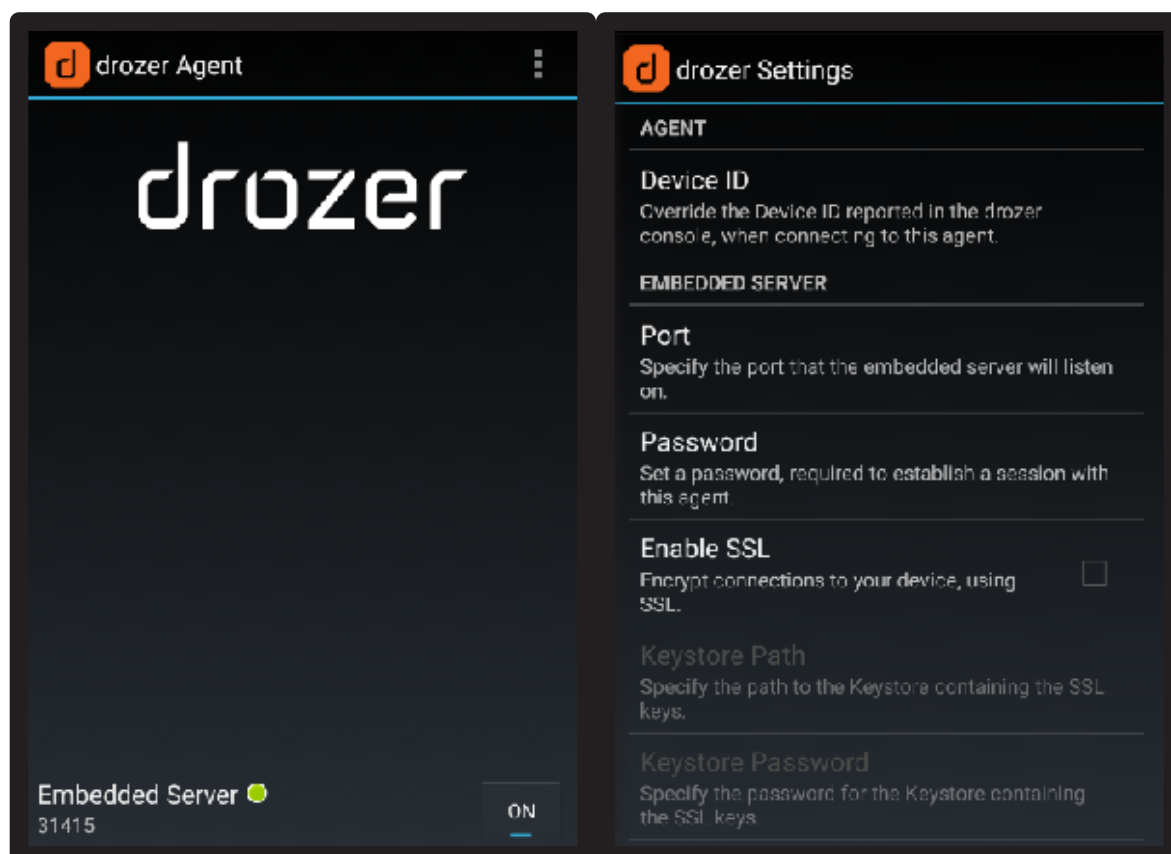 drozer Agent
drozer
Embedded Server
31415
ON
drozer Settings
AGENT
Device ID
Override the Device ID reported in the drozer
console, when connecting to this agent.
EMBEDDED SERVER
Port
Specify the port that the embedded server will listen
on.
Password
Set a password, required to establish a session with
this agent.
Enable SSL
Encrypt connections to your device, using
SSL.
Keystore Path
Specify the path to the Keystore containing the SSL
keys.
Keystore Password
Specify the password for the Keystore containing
the SSL keys